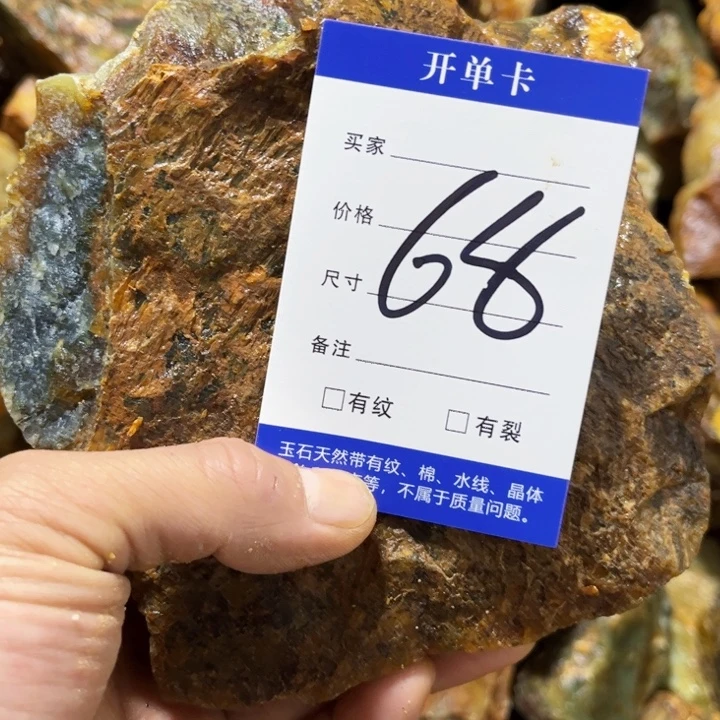 开单卡
买家
价格
68
尺寸
备注
□有纹 □有裂
玉石天然带有纹、棉、水线、晶体
等，不属于质量问题。